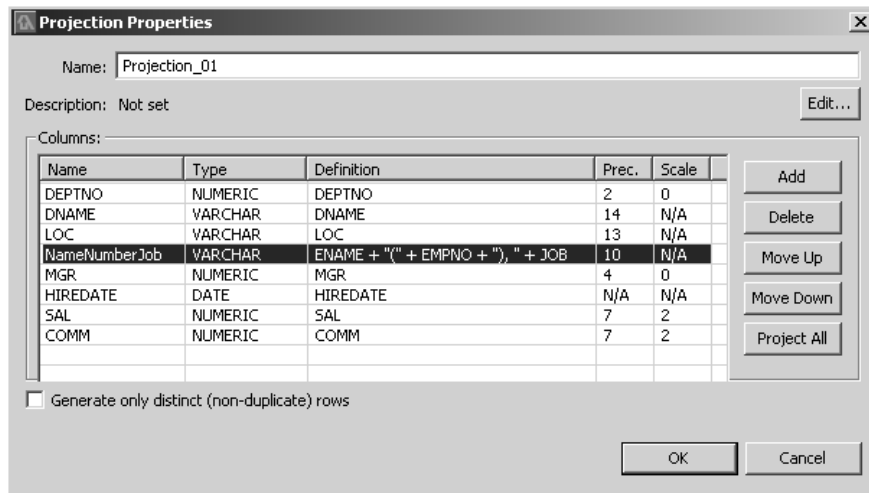 Projection Properties
Name: Projection_01
Description: Not set Edit...
Columns:
Name Type Definition Prec. Scale
DEPTNO NUMERIC DEPTNO 2 0
DNAME VARCHAR DNAME 14 N/A
LOC VARCHAR LOC 13 N/A
NameNumberJob VARCHAR ENAME + "(" + EMPNO + "), " + JOB 10 N/A
MGR NUMERIC MGR 4 0
HIREDATE DATE HIREDATE N/A N/A
SAL NUMERIC SAL 7 2
COMM NUMERIC COMM 7 2
Add
Delete
Move Up
Move Down
Project All
Generate only distinct (non-duplicate) rows
OK Cancel